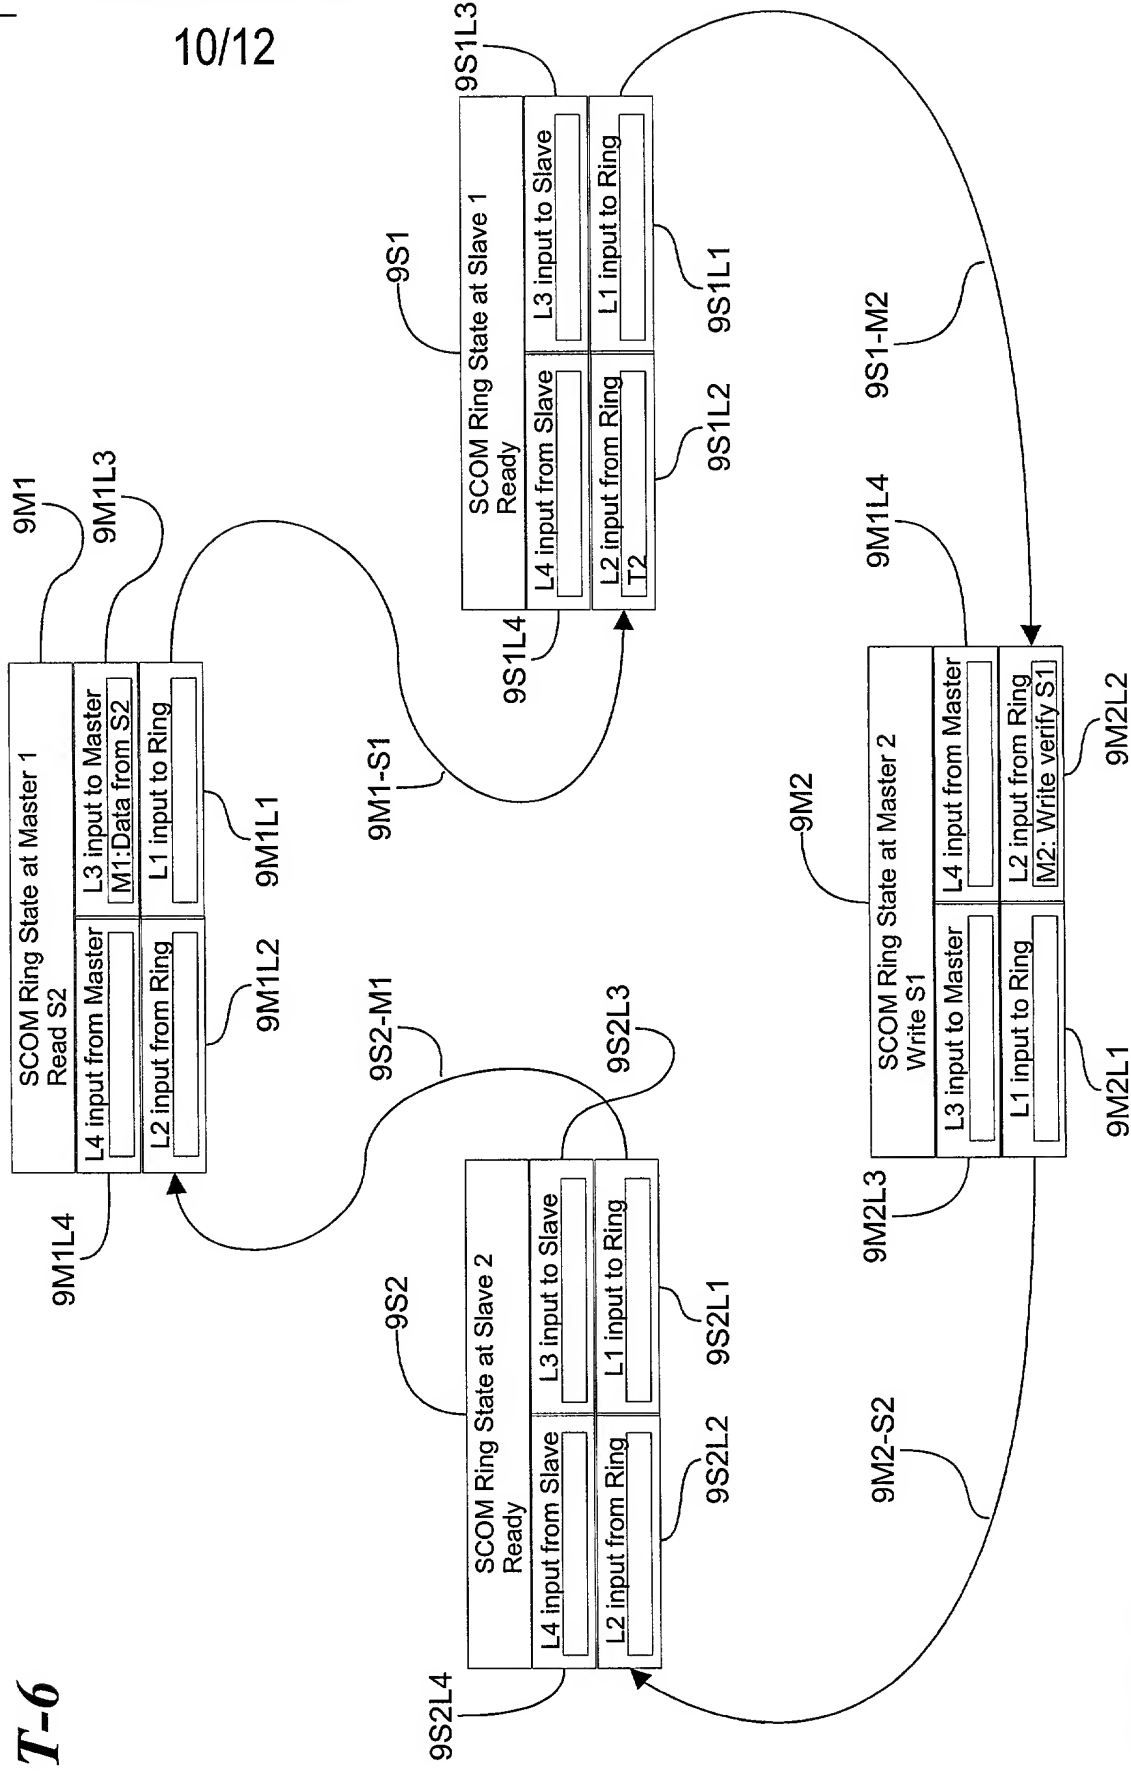 10/12
T-6
9M1
SCOM Ring State at Master 1
Read S2
9M1L3
L4 input from Master
L3 input to Master
M1:Data from S2
L2 input from Ring
L1 input to Ring
9M1L4
9M1L2
9M1L1
9S2-M1
9M1-S1
9S2
SCOM Ring State at Slave 2
Ready
L4 input from Slave
L3 input to Slave
L2 input from Ring
L1 input to Ring
9S2L4
9S2L3
9S2L2
9S2L1
9S1
SCOM Ring State at Slave 1
Ready
L4 input from Slave
L3 input to Slave
L2 input from Ring
T2
L1 input to Ring
9S1L4
9S1L3
9S1L2
9S1L1
9M2-S2
9S1-M2
9M2
SCOM Ring State at Master 2
Write S1
L3 input to Master
L4 input from Master
L1 input to Ring
L2 input from Ring
M2: Write verify S1
9M2L3
9M1L4
9M2L1
9M2L2